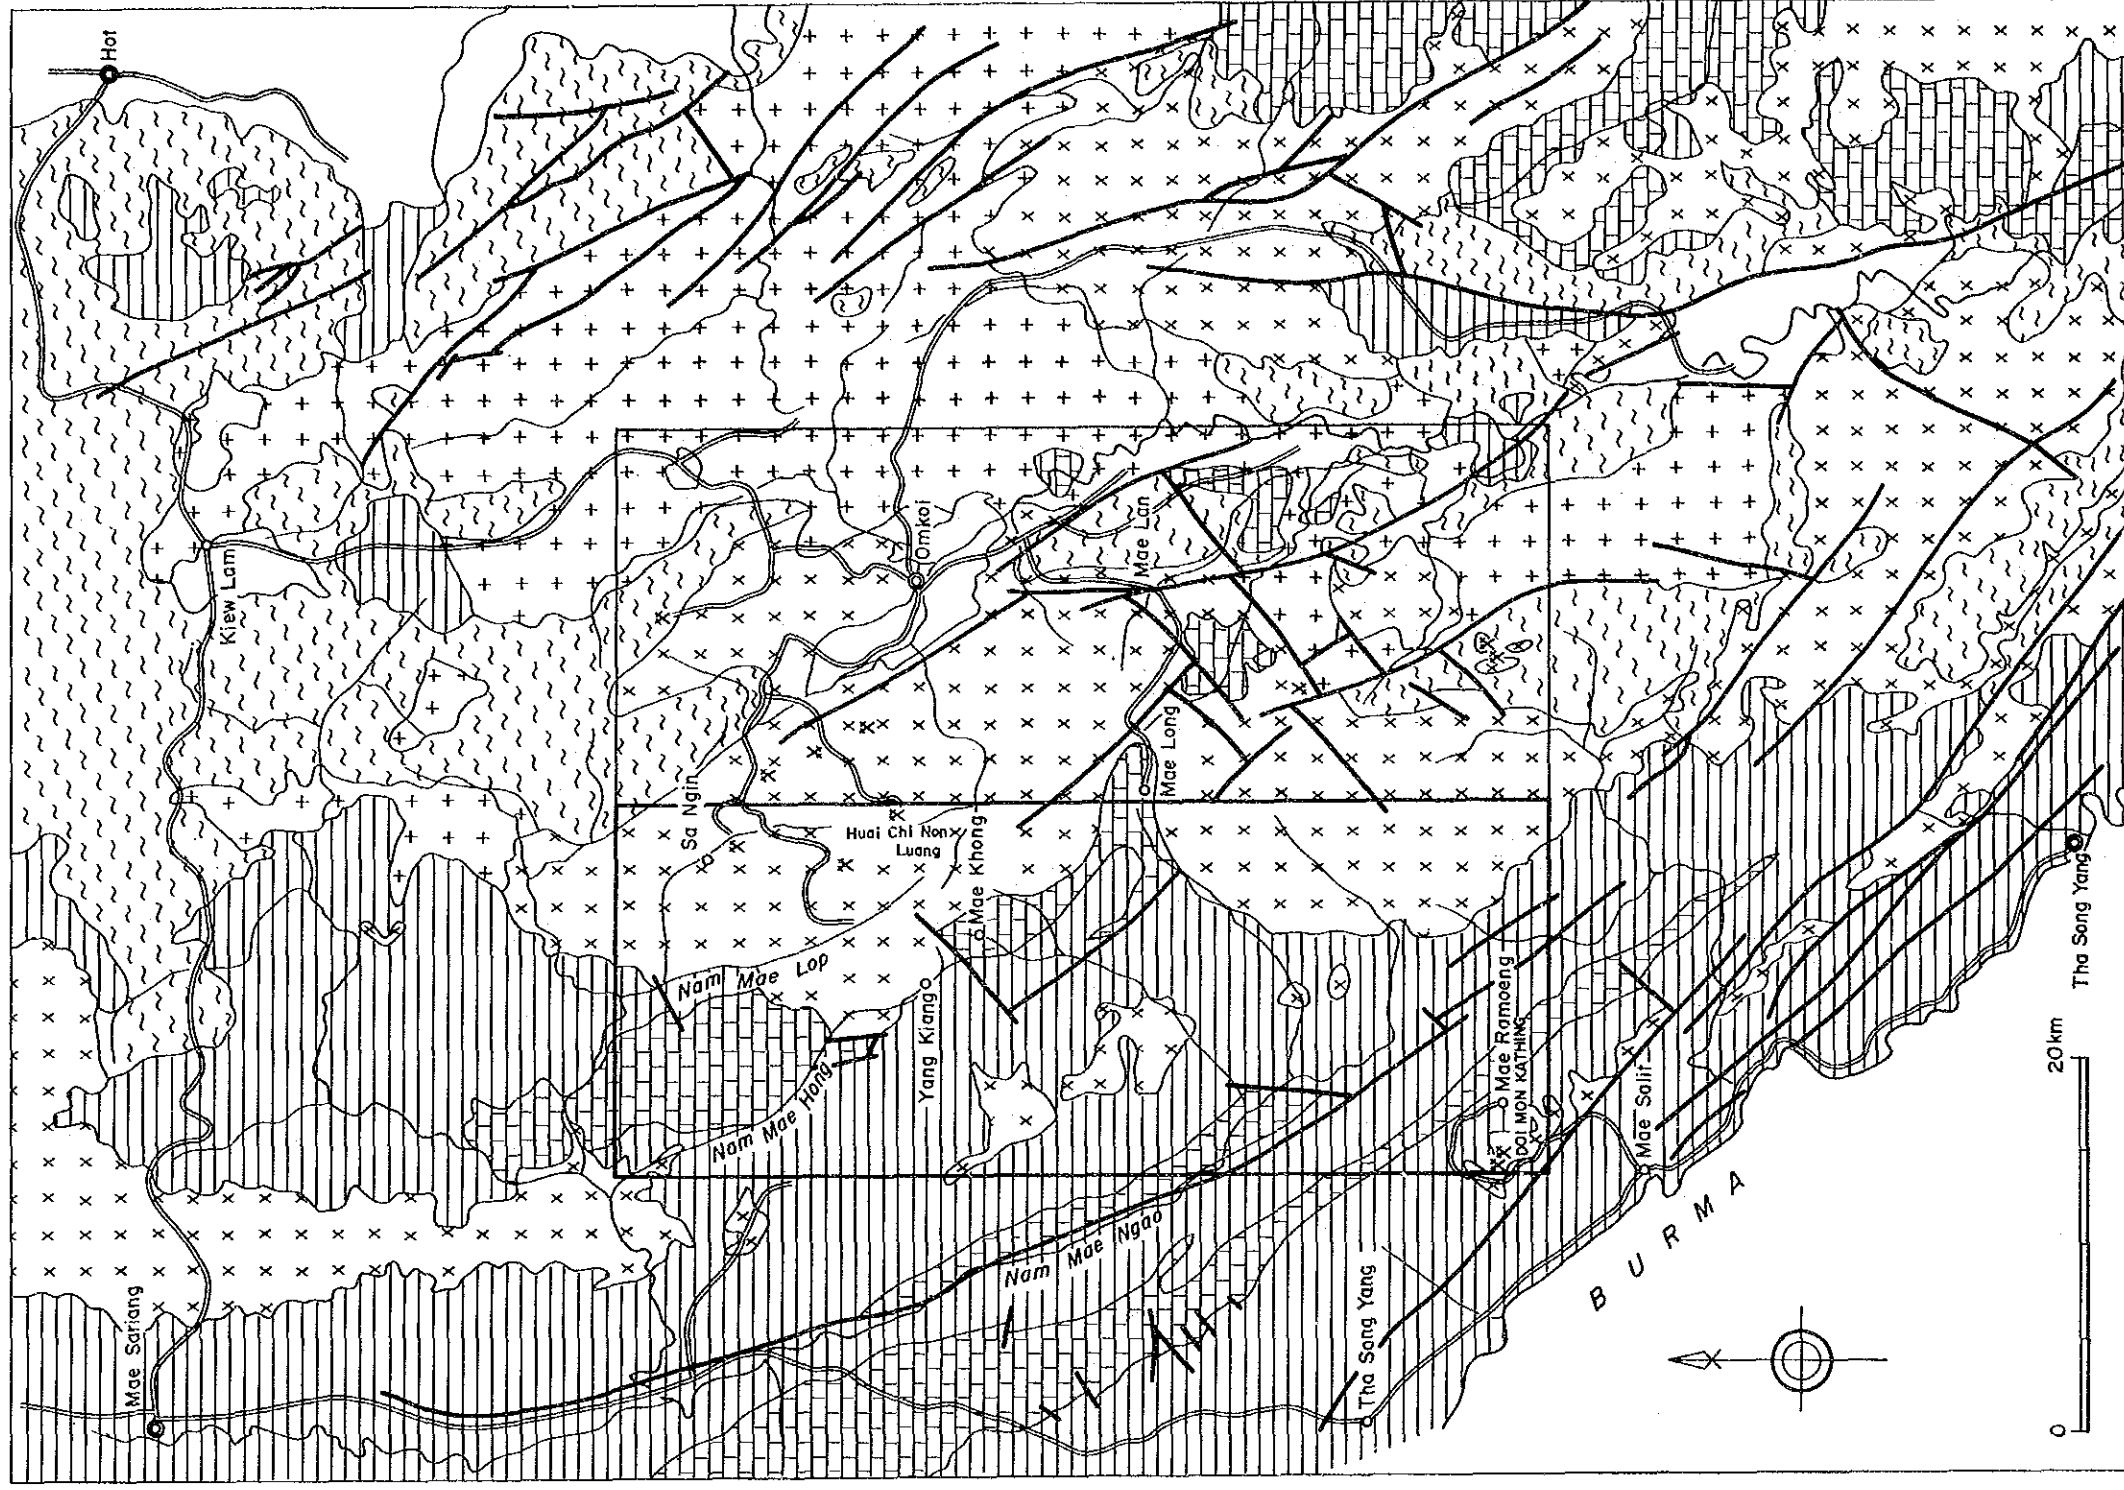 Hot
Kiew Lam
Mae Sariang
Omkoi
Sa Ngin
Huai Chi Non
Luang
Mae Khong
Mae Lan
Mae Long
Nam Mae Lop
Yang Kiang
Nam Mae Hong
Nam Mae Ngao
Mae Ramoeng
DOI MON KATHING
Mae Salit
Tha Song Yang
Tha Song Yang
BURMA
0
20km